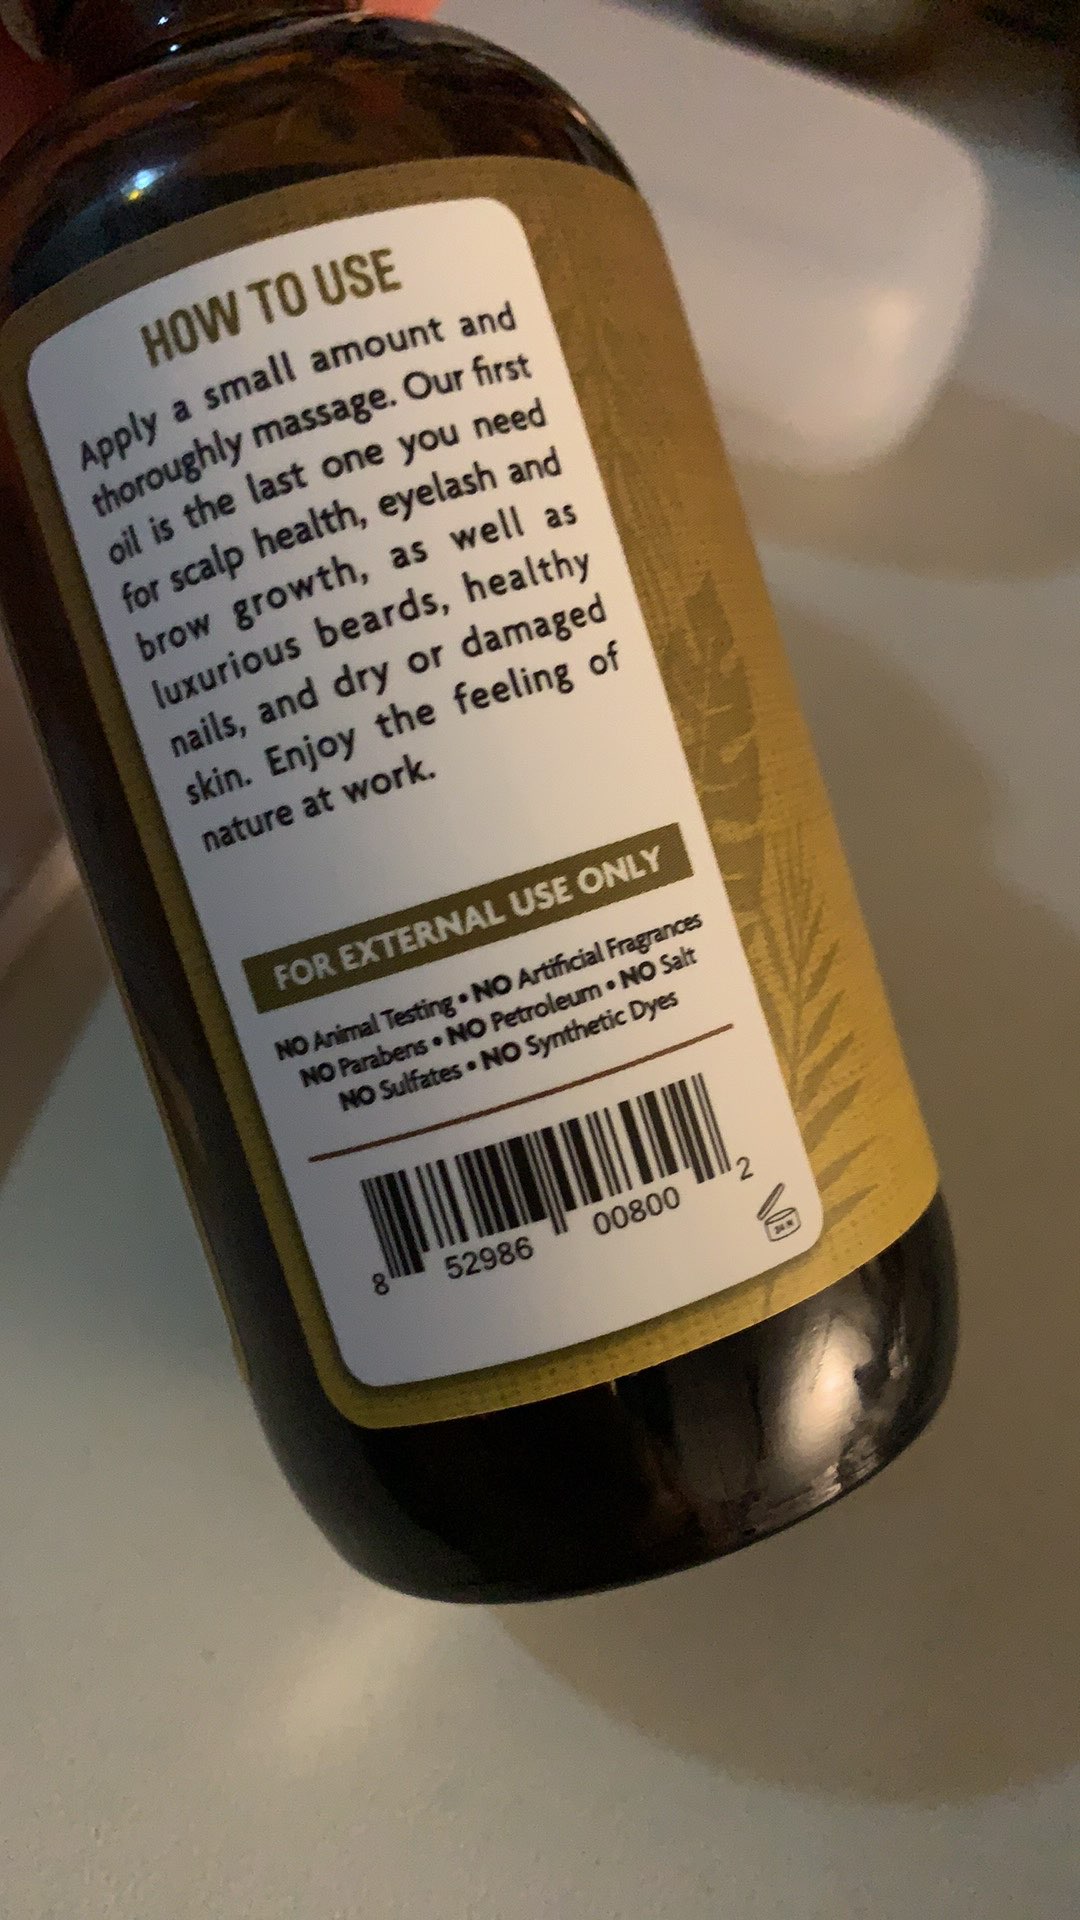 HOW TO USE
Apply a small amount and
thoroughly massage. Our first
oil is the last one you need
for scalp health, eyelash and
brow growth, as well as
luxurious beards, healthy
nails, and dry or damaged
skin. Enjoy the feeling of
nature at work.
FOR EXTERNAL USE ONLY
NO Animal Testing • NO Artificial Fragrances
NO Parabens • NO Petroleum • NO Salt
NO Sulfates • NO Synthetic Dyes
8 52986 00800 2